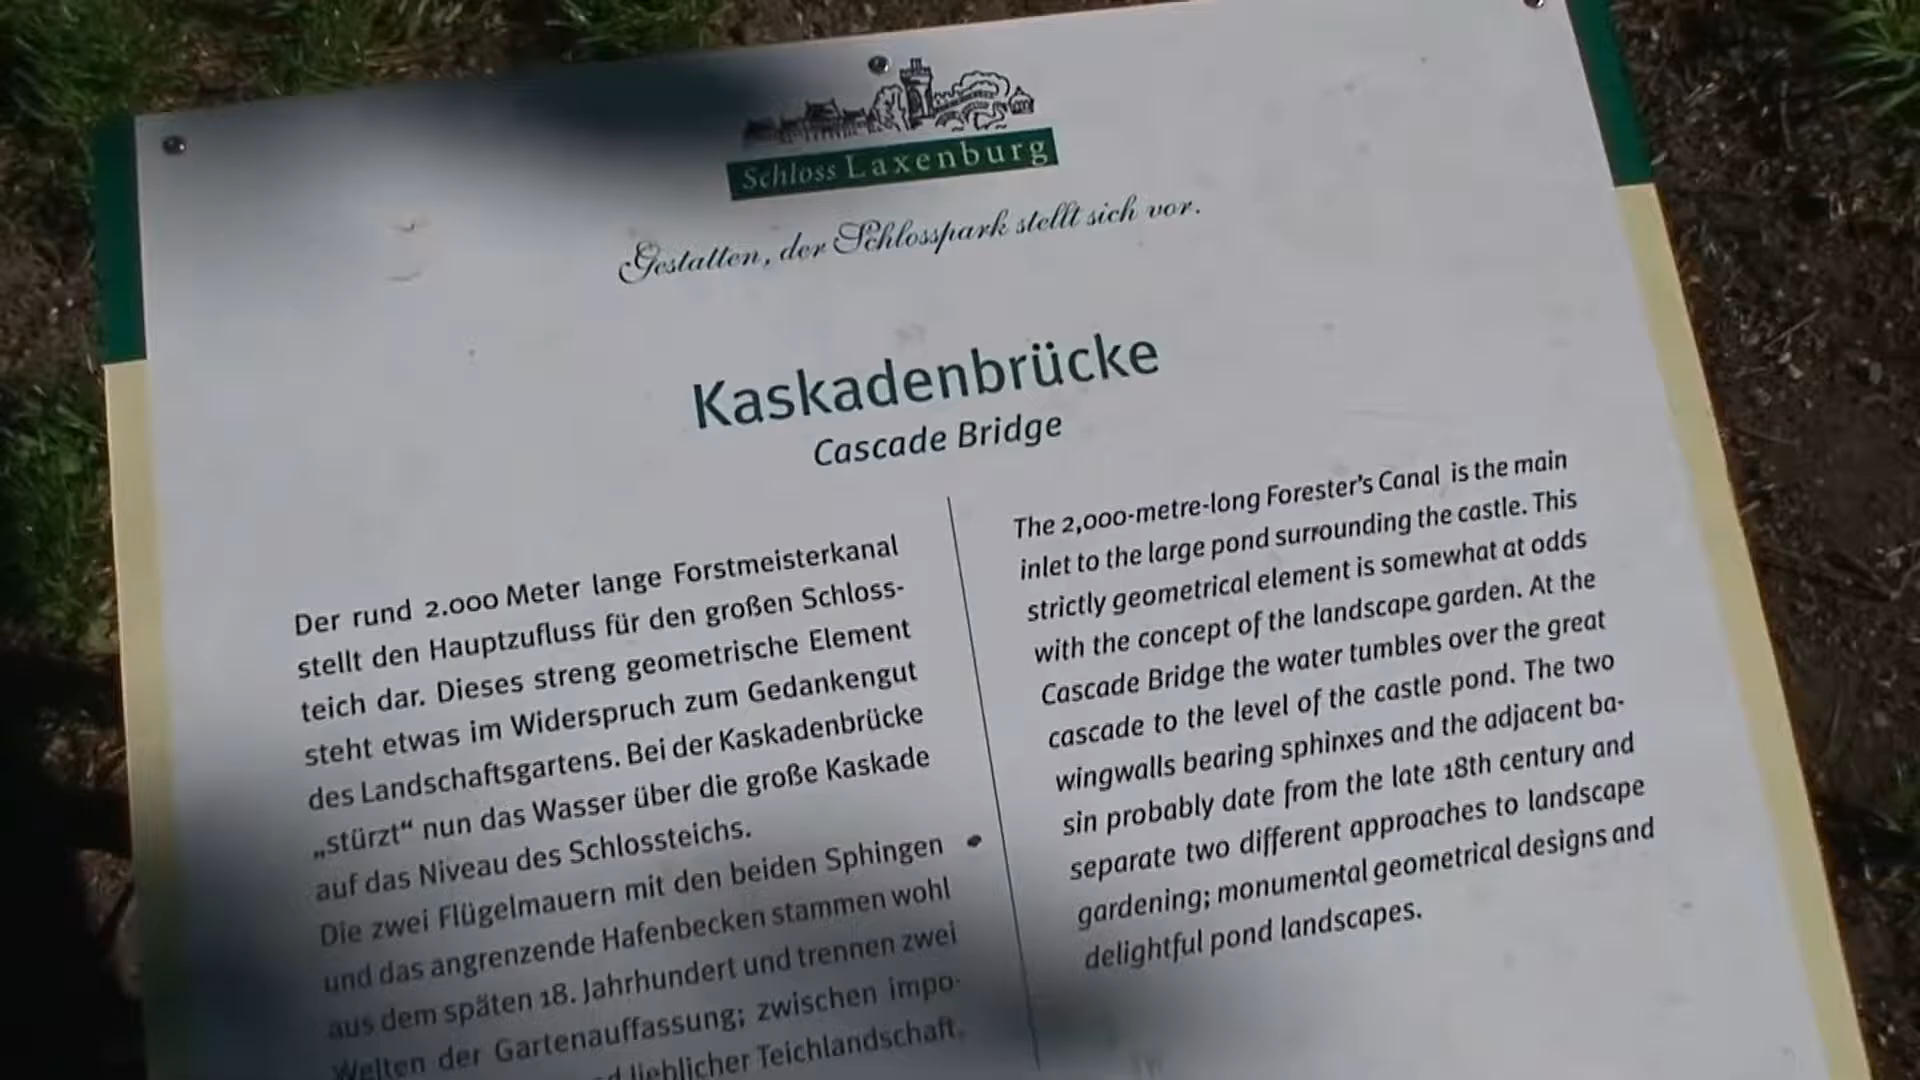 Schloss Laxenburg
Gestatten, der Schlosspark stellt sich vor.
Kaskadenbrücke
Cascade Bridge
Der rund 2.000 Meter lange Forstmeisterkanal
stellt den Hauptzufluss für den großen Schloss-
teich dar. Dieses streng geometrische Element
steht etwas im Widerspruch zum Gedankengut
des Landschaftsgartens. Bei der Kaskadenbrücke
„stürzt“ nun das Wasser über die große Kaskade
auf das Niveau des Schlossteichs.
Die zwei Flügelmauern mit den beiden Sphingen
und das angrenzende Hafenbecken stammen wohl
aus dem späten 18. Jahrhundert und trennen zwei
Welten der Gartenauffassung; zwischen impo-
lieblicher Teichlandschaft.
The 2,000-metre-long Forester's Canal is the main
inlet to the large pond surrounding the castle. This
strictly geometrical element is somewhat at odds
with the concept of the landscape garden. At the
Cascade Bridge the water tumbles over the great
cascade to the level of the castle pond. The two
wingwalls bearing sphinxes and the adjacent ba-
sin probably date from the late 18th century and
separate two different approaches to landscape
gardening; monumental geometrical designs and
delightful pond landscapes.